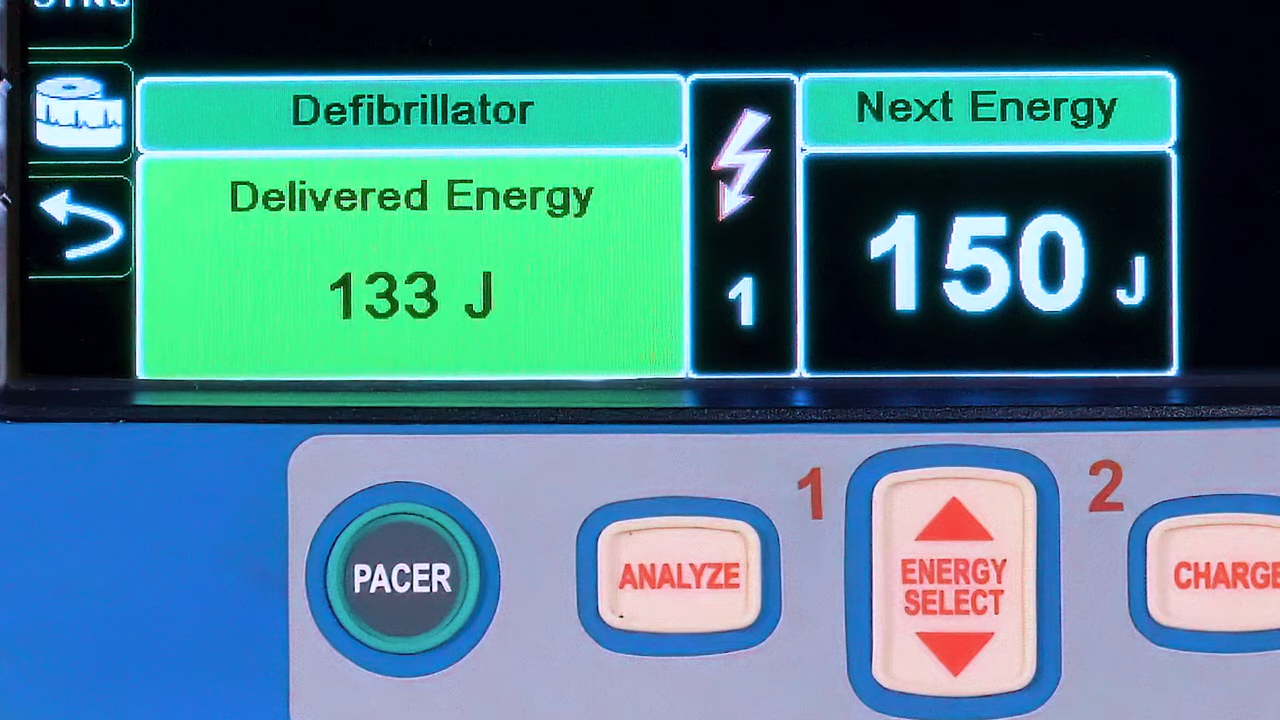 Defibrillator
Next Energy
Delivered Energy
133 J
1
150 J
1
2
PACER
ANALYZE
ENERGY
SELECT
CHARGE